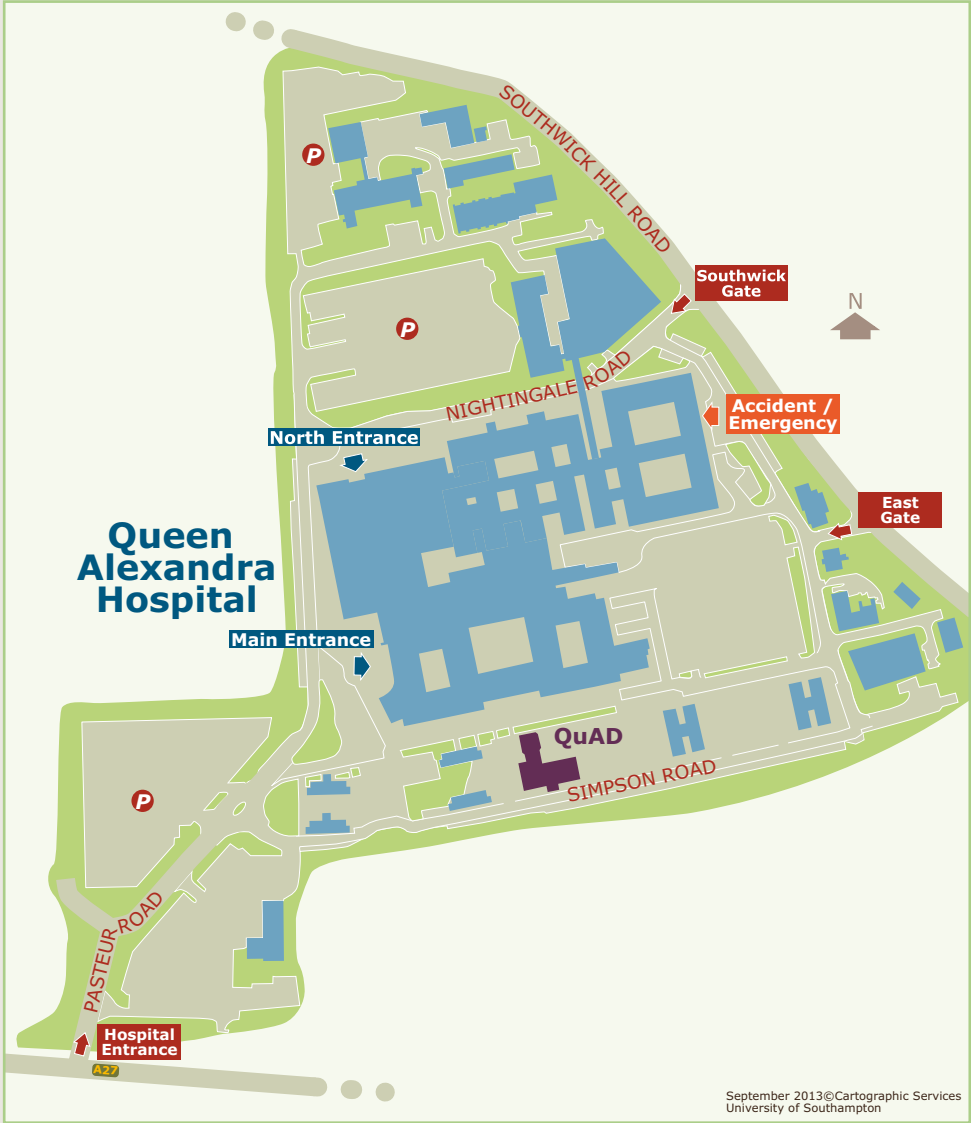 SOUTHWICK HILL ROAD
P
Southwick
Gate
N
P
NIGHTINGALE ROAD
Accident /
Emergency
North Entrance
East
Gate
Queen
Alexandra
Hospital
Main Entrance
QuAD
SIMPSON ROAD
P
PASTEUR ROAD
Hospital
Entrance
A27
September 2013©Cartographic Services
University of Southampton